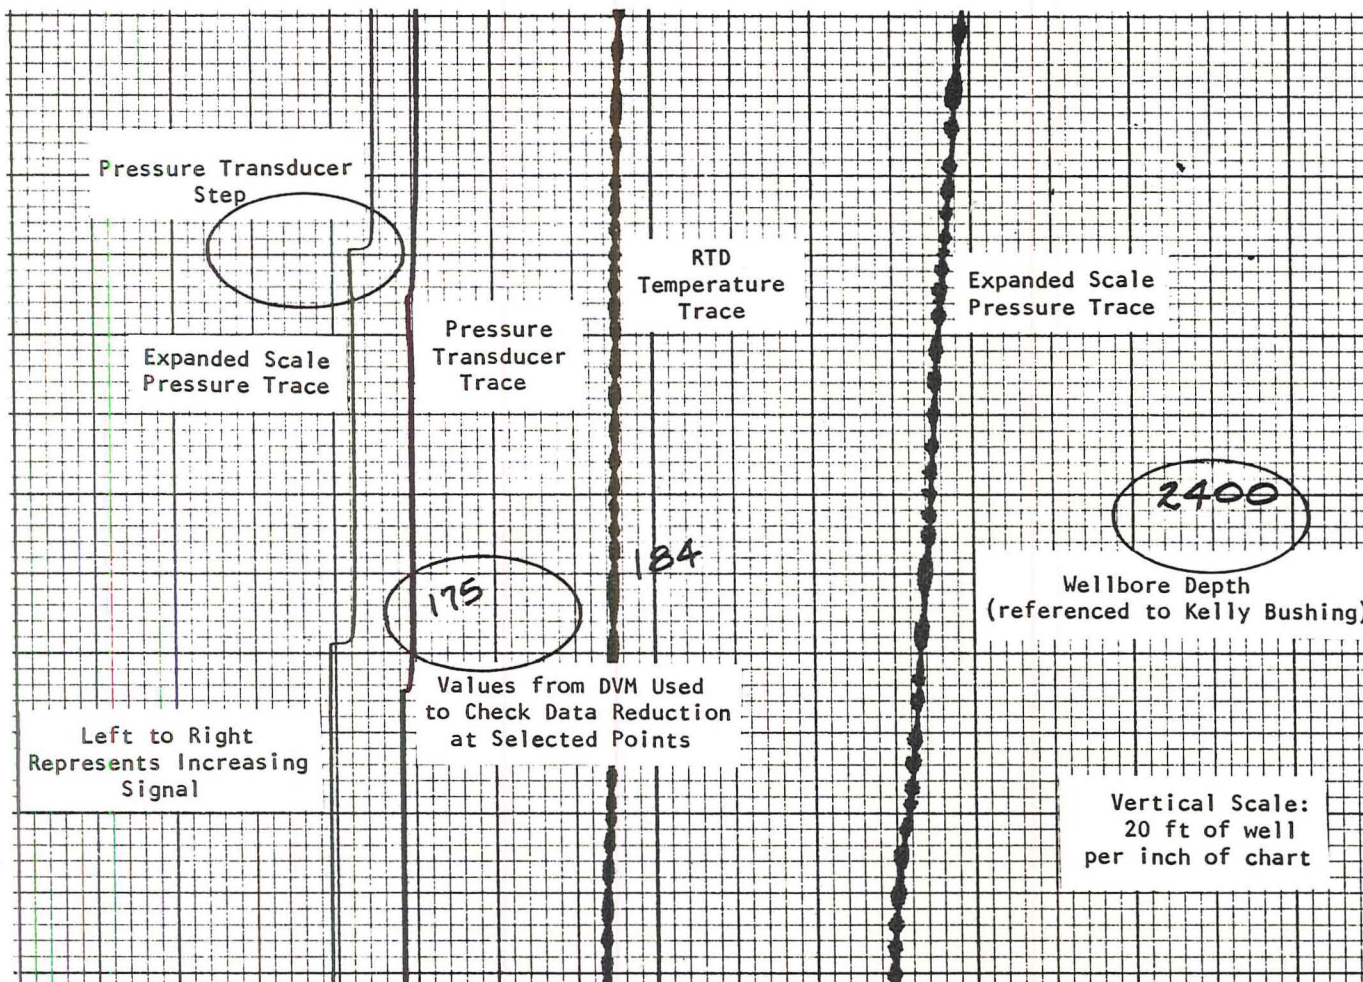 Pressure Transducer
Step
RTD
Temperature
Trace
Expanded Scale
Pressure Trace
Pressure
Transducer
Trace
Expanded Scale
Pressure Trace
2400
184
175
Wellbore Depth
(referenced to Kelly Bushing)
Values from DVM Used
to Check Data Reduction
at Selected Points
Left to Right
Represents Increasing
Signal
Vertical Scale:
20 ft of well
per inch of chart